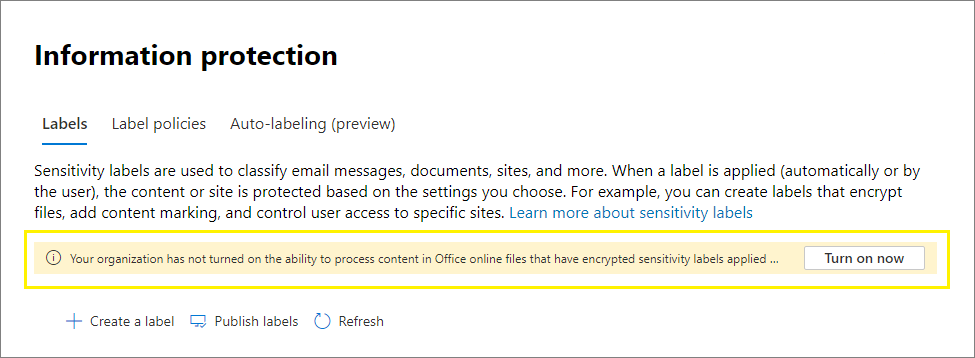 Information protection
Labels Label policies Auto-labeling (preview)
Sensitivity labels are used to classify email messages, documents, sites, and more. When a label is applied (automatically or by
the user), the content or site is protected based on the settings you choose. For example, you can create labels that encrypt
files, add content marking, and control user access to specific sites. Learn more about sensitivity labels
Your organization has not turned on the ability to process content in Office online files that have encrypted sensitivity labels applied ... Turn on now
Create a label Publish labels Refresh